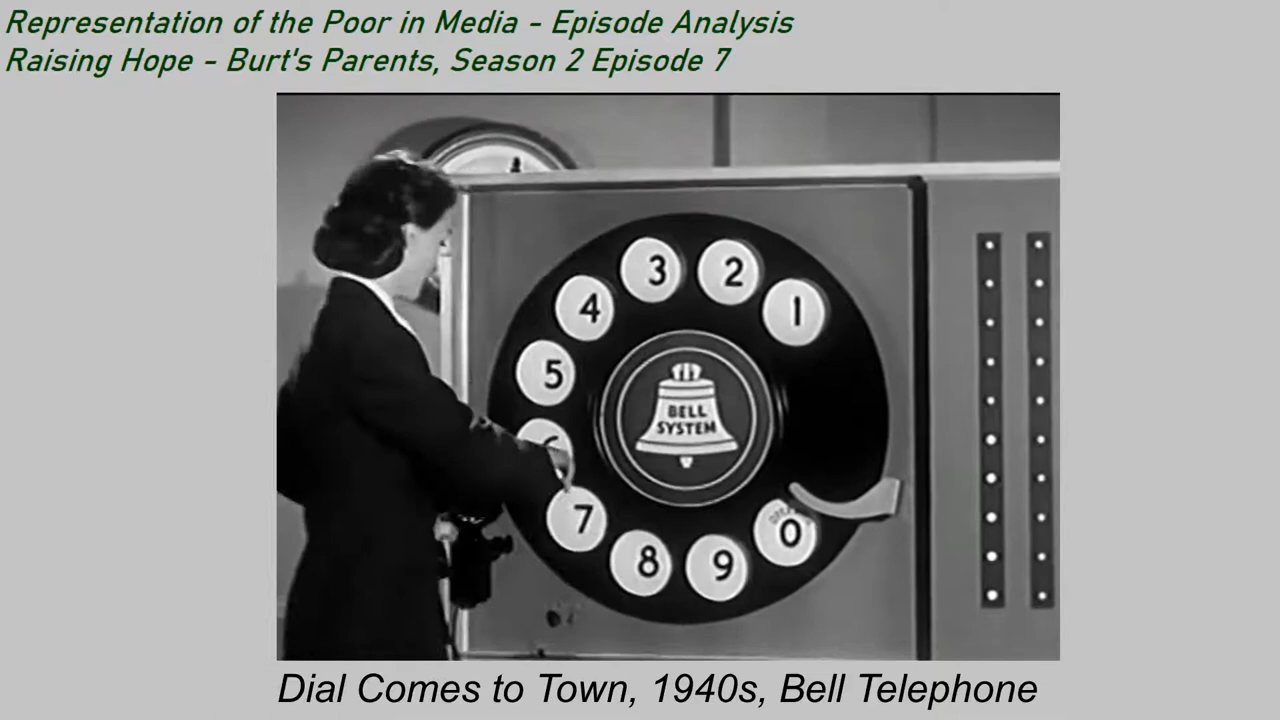 Representation of the Poor in Media - Episode Analysis
Raising Hope - Burt's Parents, Season 2 Episode 7
3 2
4 1
5
BELL
SYSTEM
6
7 0
8 9
Dial Comes to Town, 1940s, Bell Telephone